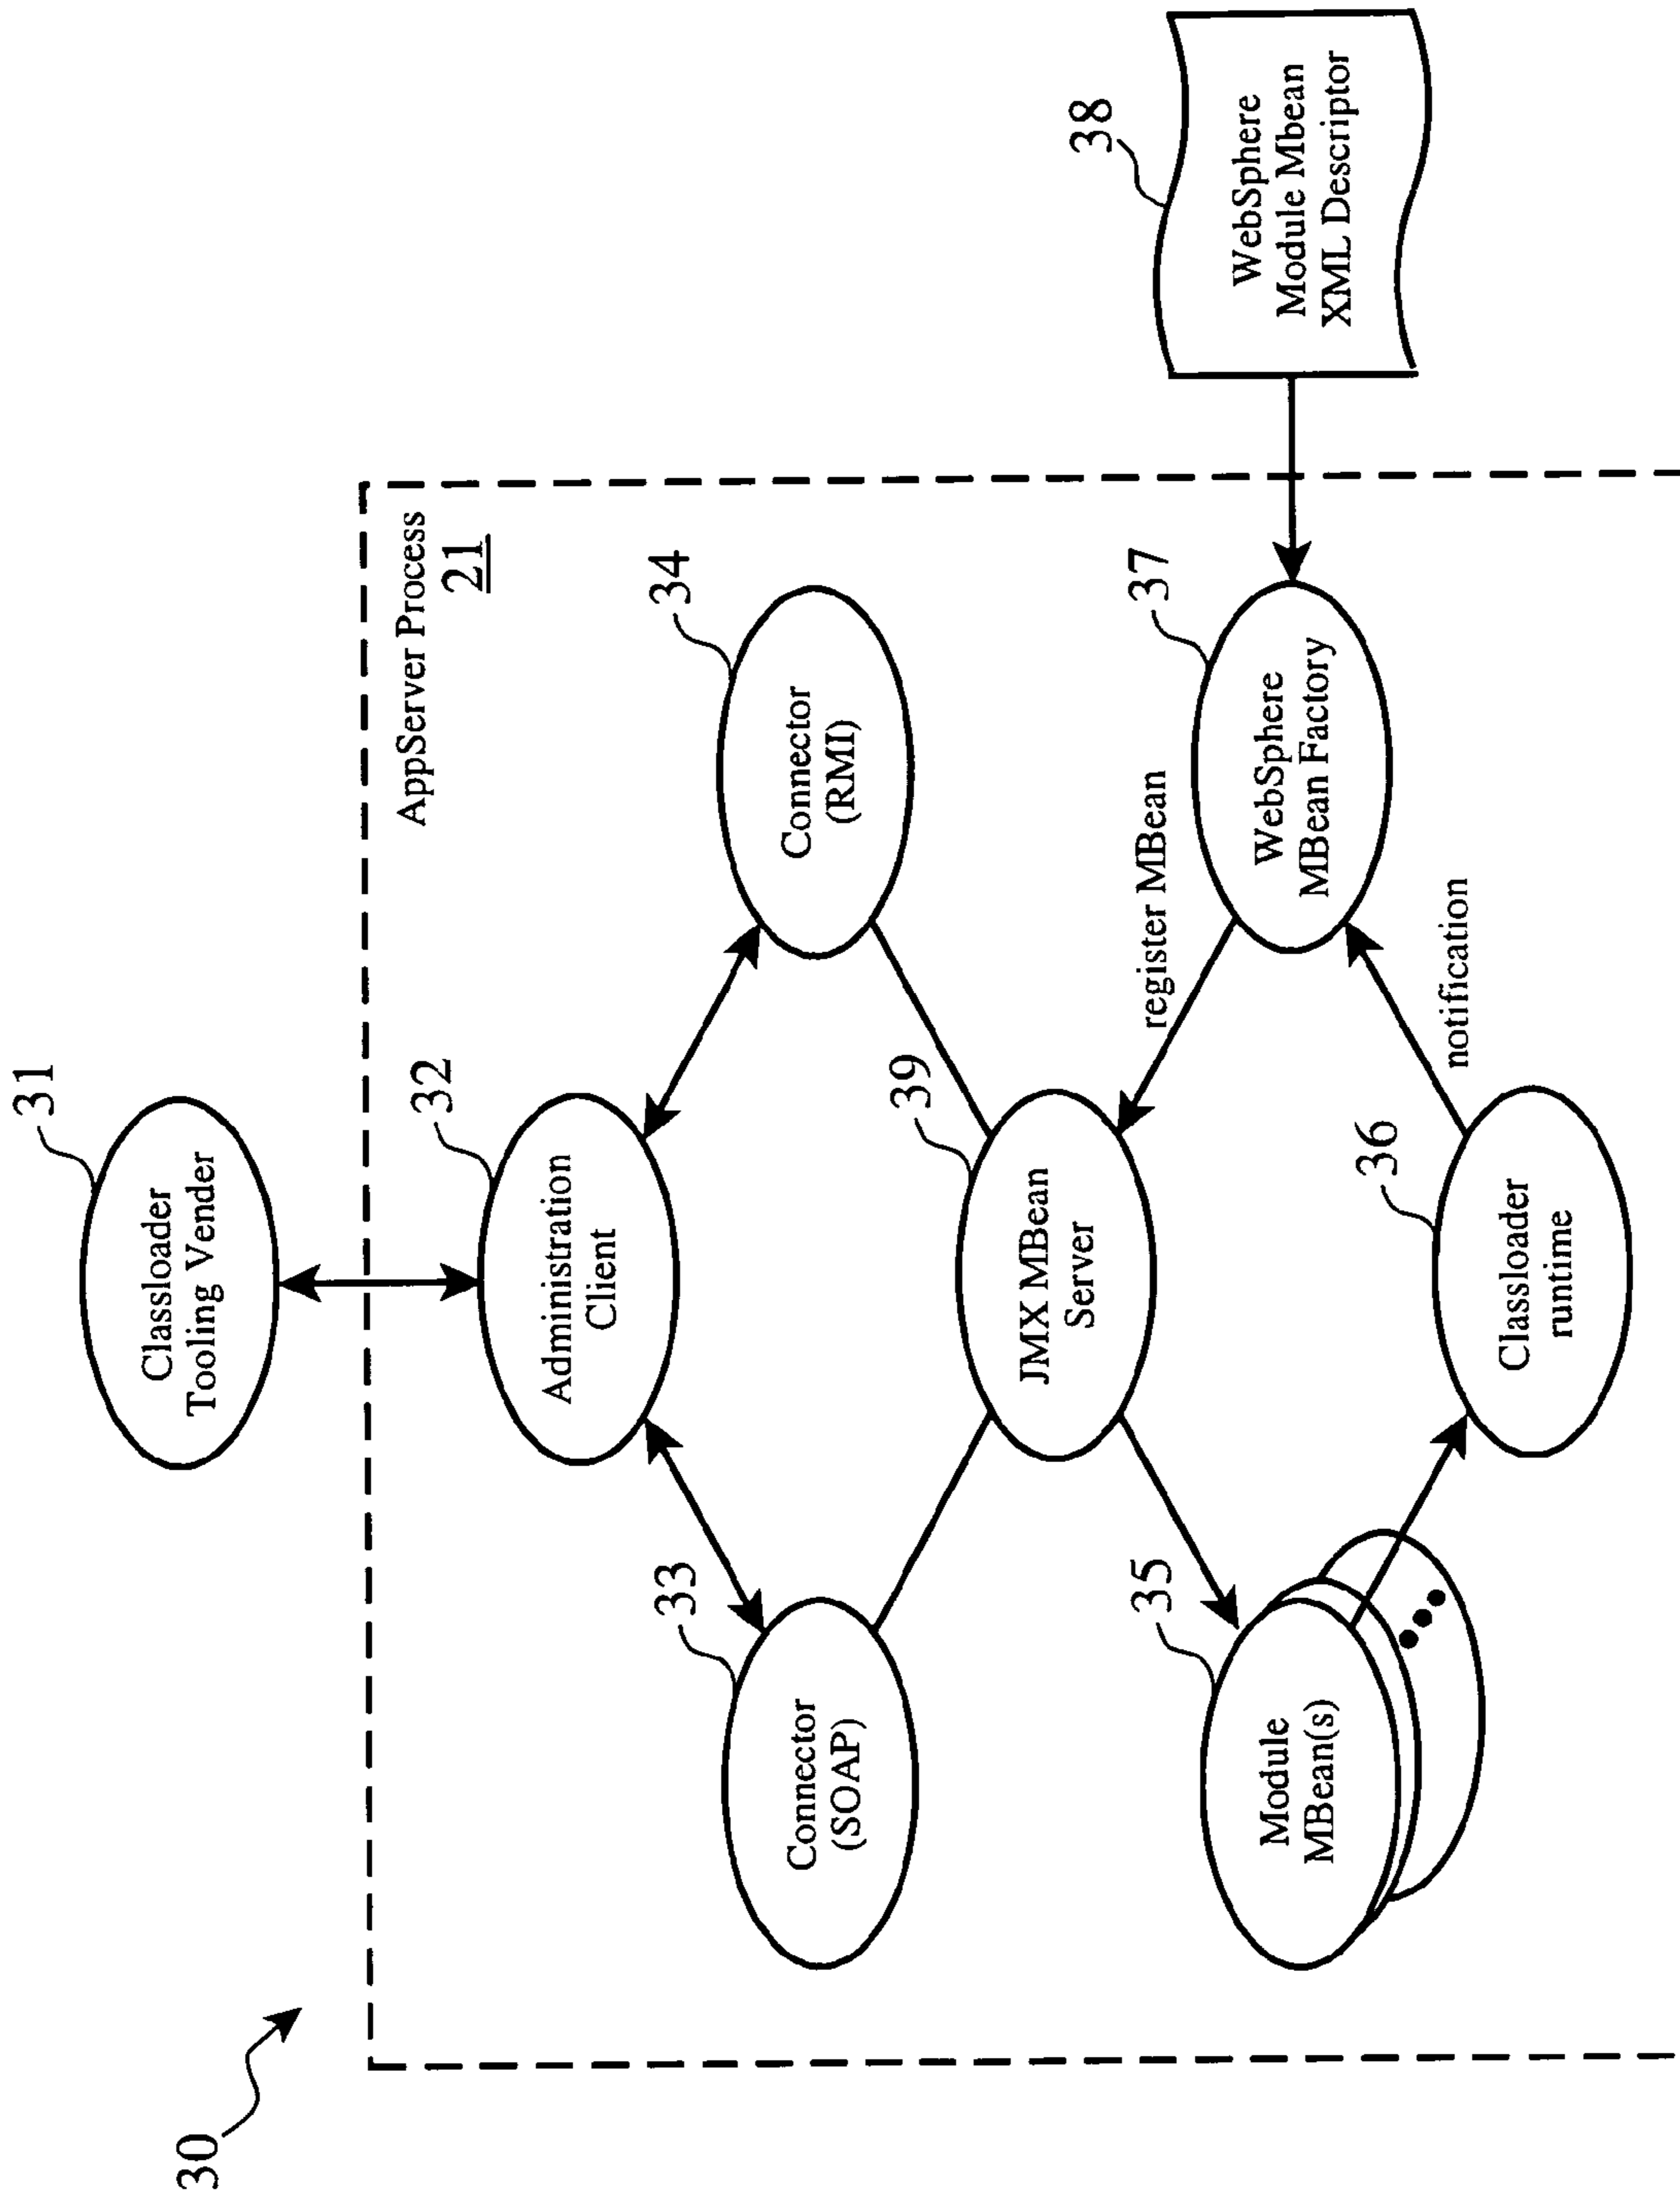 30
31
Classloader
Tooling Vender
AppServer Process
21
32
Administration
Client
33
Connector
(SOAP)
34
Connector
(RMI)
39
JMX MBean
Server
register MBean
35
Module
MBean(s)
36
Classloader
runtime
notification
37
WebSphere
MBean Factory
38
WebSphere
Module Mbean
XML Descriptor